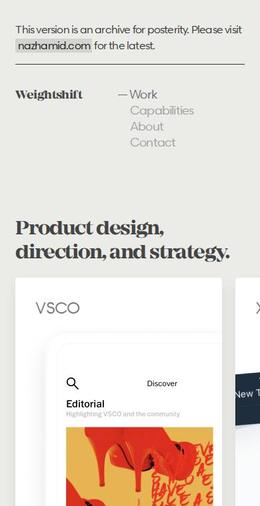 This version is an archive for posterity. Please visit
nazhamid.com for the latest.
Weightshift
— Work
Capabilities
About
Contact
Product design,
direction, and strategy.
VSCO
Discover
Editorial
Highlighting VSCO and the community
New T